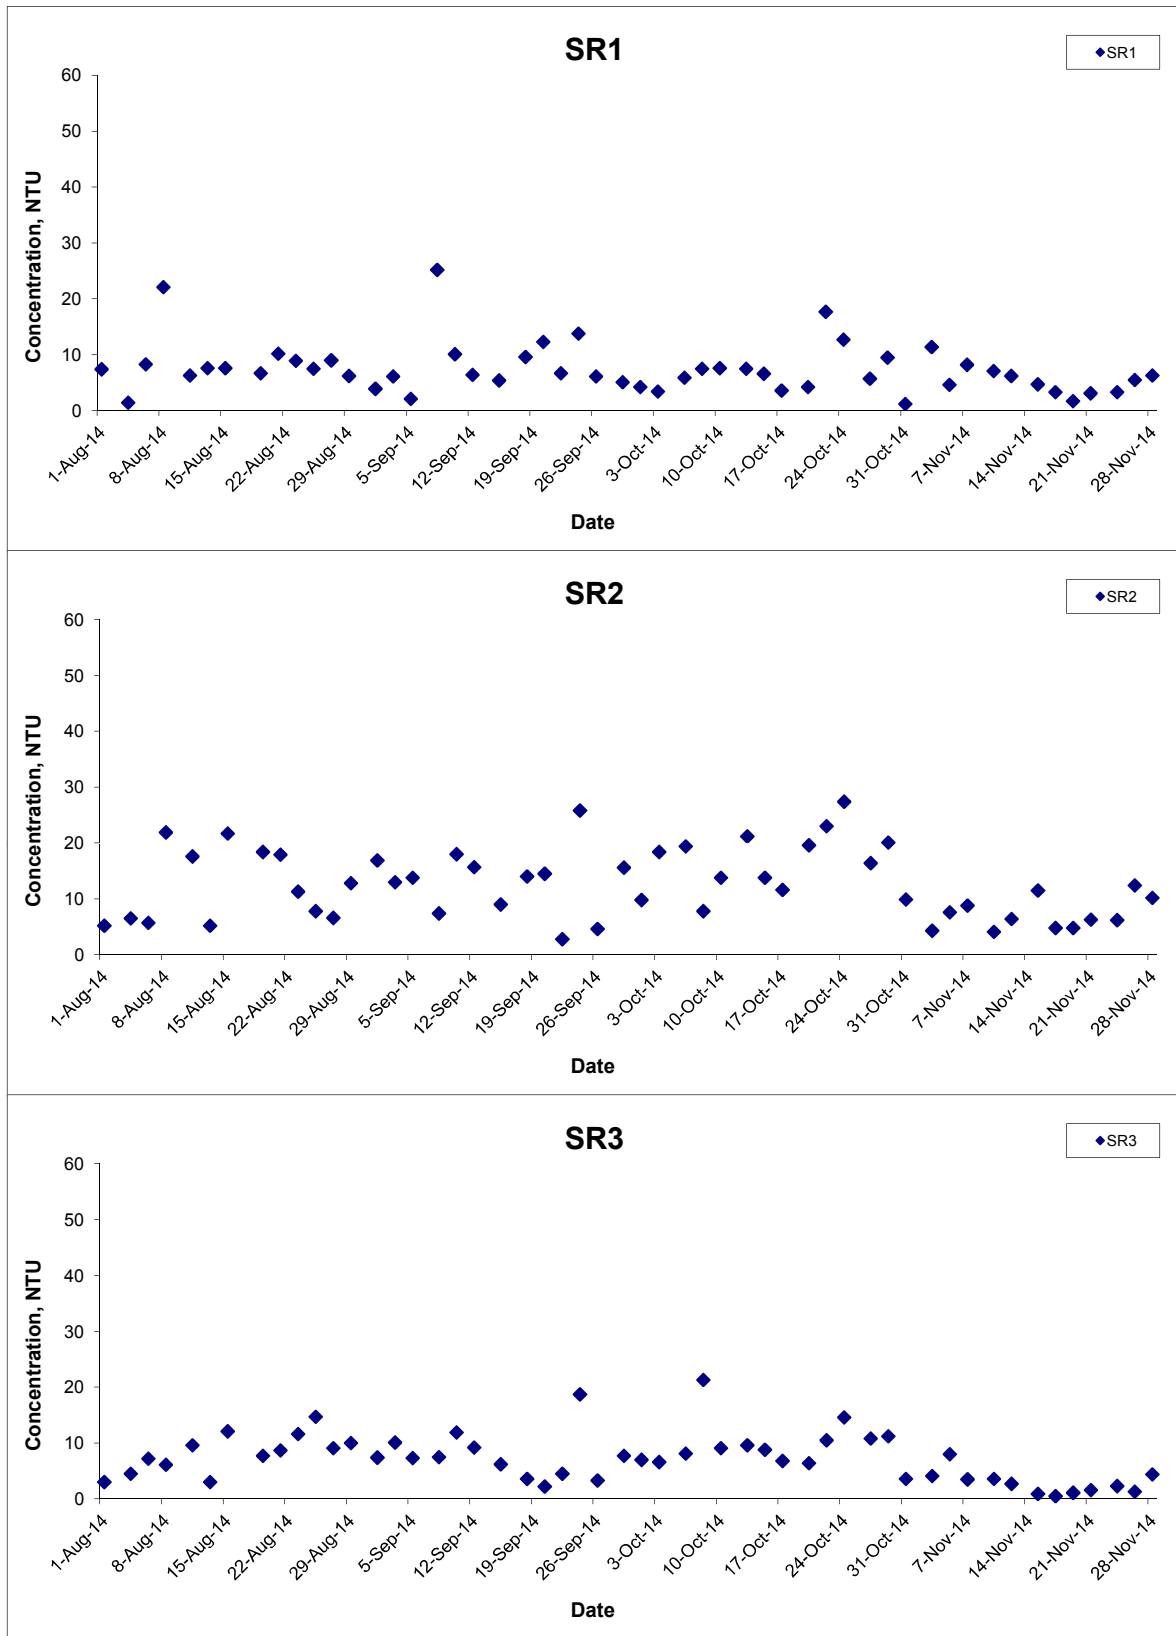 SR1
SR1
60
50
40
30
20
10
0
Concentration, NTU
1-Aug-14
8-Aug-14
15-Aug-14
22-Aug-14
29-Aug-14
5-Sep-14
12-Sep-14
19-Sep-14
26-Sep-14
3-Oct-14
10-Oct-14
17-Oct-14
24-Oct-14
31-Oct-14
7-Nov-14
14-Nov-14
21-Nov-14
28-Nov-14
Date
SR2
SR2
60
50
40
30
20
10
0
Concentration, NTU
1-Aug-14
8-Aug-14
15-Aug-14
22-Aug-14
29-Aug-14
5-Sep-14
12-Sep-14
19-Sep-14
26-Sep-14
3-Oct-14
10-Oct-14
17-Oct-14
24-Oct-14
31-Oct-14
7-Nov-14
14-Nov-14
21-Nov-14
28-Nov-14
Date
SR3
SR3
60
50
40
30
20
10
0
Concentration, NTU
1-Aug-14
8-Aug-14
15-Aug-14
22-Aug-14
29-Aug-14
5-Sep-14
12-Sep-14
19-Sep-14
26-Sep-14
3-Oct-14
10-Oct-14
17-Oct-14
24-Oct-14
31-Oct-14
7-Nov-14
14-Nov-14
21-Nov-14
28-Nov-14
Date